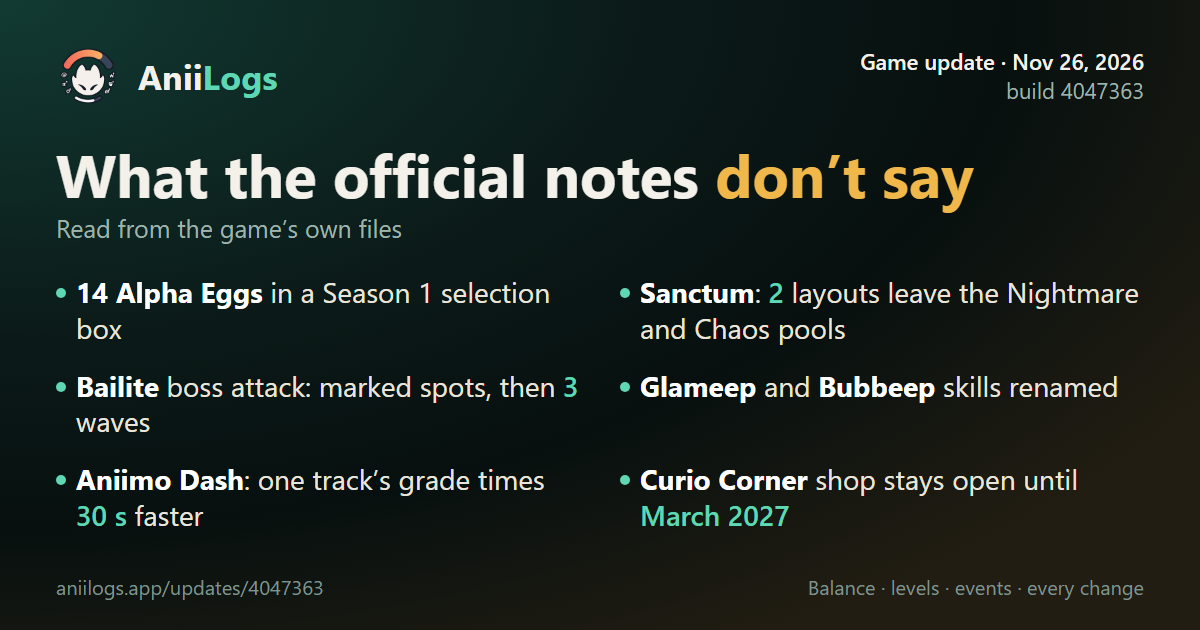 AniiLogs
Game update · Nov 26, 2026
build 4047363
What the official notes don’t say
Read from the game’s own files
• 14 Alpha Eggs in a Season 1 selection
box
• Bailite boss attack: marked spots, then 3
waves
• Aniimo Dash: one track’s grade times
30 s faster
• Sanctum: 2 layouts leave the Nightmare
and Chaos pools
• Glameep and Bubbeep skills renamed
• Curio Corner shop stays open until
March 2027
aniilogs.app/updates/4047363
Balance · levels · events · every change